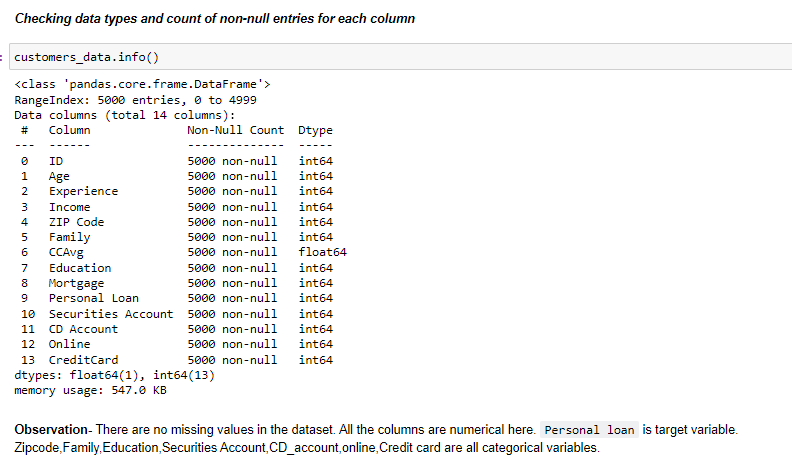 Checking data types and count of non-null entries for each column
: customers_data.info()
<class 'pandas.core.frame.DataFrame'>
RangeIndex: 5000 entries, 0 to 4999
Data columns (total 14 columns):
 #   Column              Non-Null Count  Dtype
---  ------              --------------  -----
 0   ID                  5000 non-null   int64
 1   Age                 5000 non-null   int64
 2   Experience          5000 non-null   int64
 3   Income              5000 non-null   int64
 4   ZIP Code            5000 non-null   int64
 5   Family              5000 non-null   int64
 6   CCAvg               5000 non-null   float64
 7   Education           5000 non-null   int64
 8   Mortgage            5000 non-null   int64
 9   Personal Loan       5000 non-null   int64
 10  Securities Account  5000 non-null   int64
 11  CD Account          5000 non-null   int64
 12  Online              5000 non-null   int64
 13  CreditCard          5000 non-null   int64
dtypes: float64(1), int64(13)
memory usage: 547.0 KB
Observation- There are no missing values in the dataset. All the columns are numerical here. Personal loan is target variable.
Zipcode,Family,Education,Securities Account,CD_account,online,Credit card are all categorical variables.